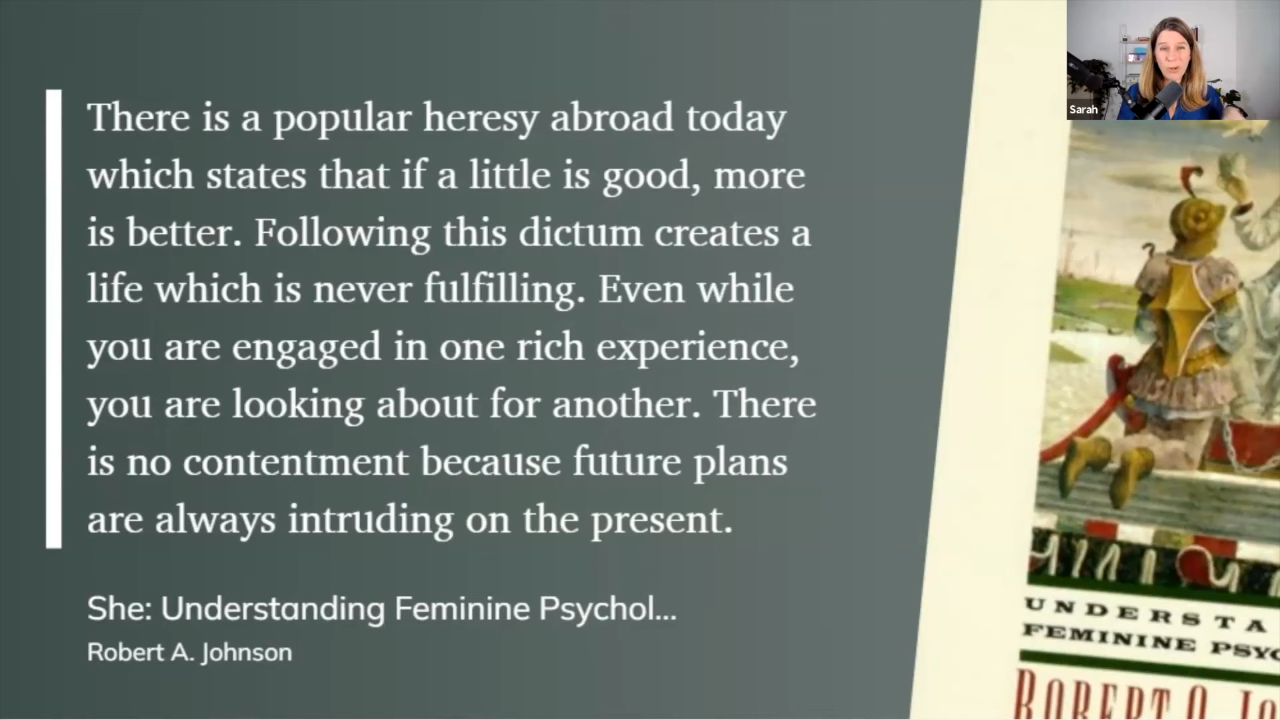 There is a popular heresy abroad today
which states that if a little is good, more
is better. Following this dictum creates a
life which is never fulfilling. Even while
you are engaged in one rich experience,
you are looking about for another. There
is no contentment because future plans
are always intruding on the present.
She: Understanding Feminine Psychol...
Robert A. Johnson
Sarah
UNDERSTA
FEMININE PSYC
ROBERT A. Jo